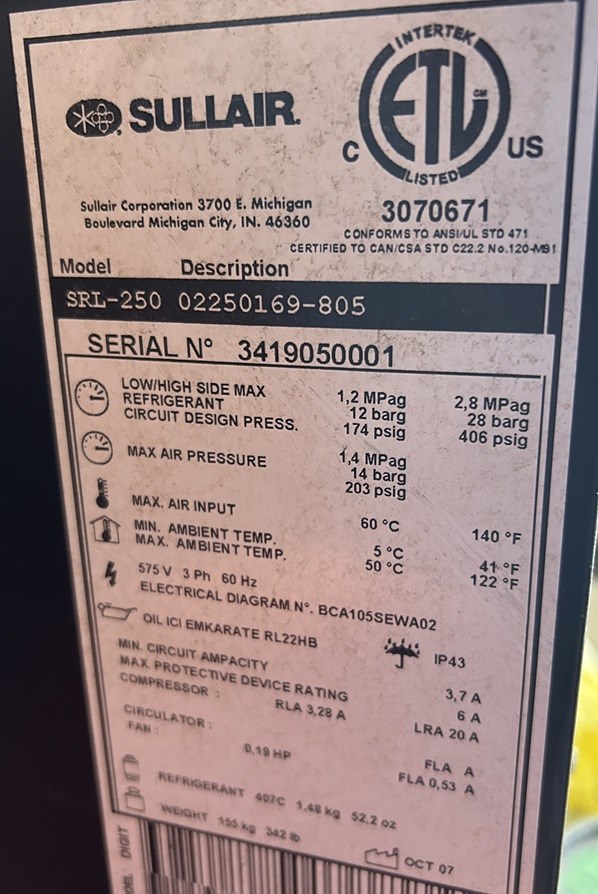 INTERTEK
ETL CM
C US
LISTED
SULLAIR.
3070671
Sullair Corporation 3700 E. Michigan
Boulevard Michigan City, IN. 46360
CONFORMS TO ANSI/UL STD 471
CERTIFIED TO CAN/CSA STD C22.2 No.120-M91
Model Description
SRL-250 02250169-805
SERIAL N° 3419050001
LOW/HIGH SIDE MAX 1,2 MPag 2,8 MPag
REFRIGERANT 12 barg 28 barg
CIRCUIT DESIGN PRESS. 174 psig 406 psig
MAX AIR PRESSURE 1,4 MPag
14 barg
203 psig
MAX. AIR INPUT 60 °C 140 °F
MIN. AMBIENT TEMP. 5 °C 41 °F
MAX. AMBIENT TEMP. 50 °C 122 °F
575 V 3 Ph 60 Hz
ELECTRICAL DIAGRAM N°. BCA105SEWA02
OIL ICI EMKARATE RL22HB IP43
MIN. CIRCUIT AMPACITY 3,7 A
MAX. PROTECTIVE DEVICE RATING 6 A
COMPRESSOR : RLA 3,28 A LRA 20 A
CIRCULATOR : FLA A
FAN : 0.19 HP FLA 0,53 A
REFRIGERANT 407C 1,48 kg 52,2 oz
WEIGHT 155 kg 342 lb OCT 07
DIGIT